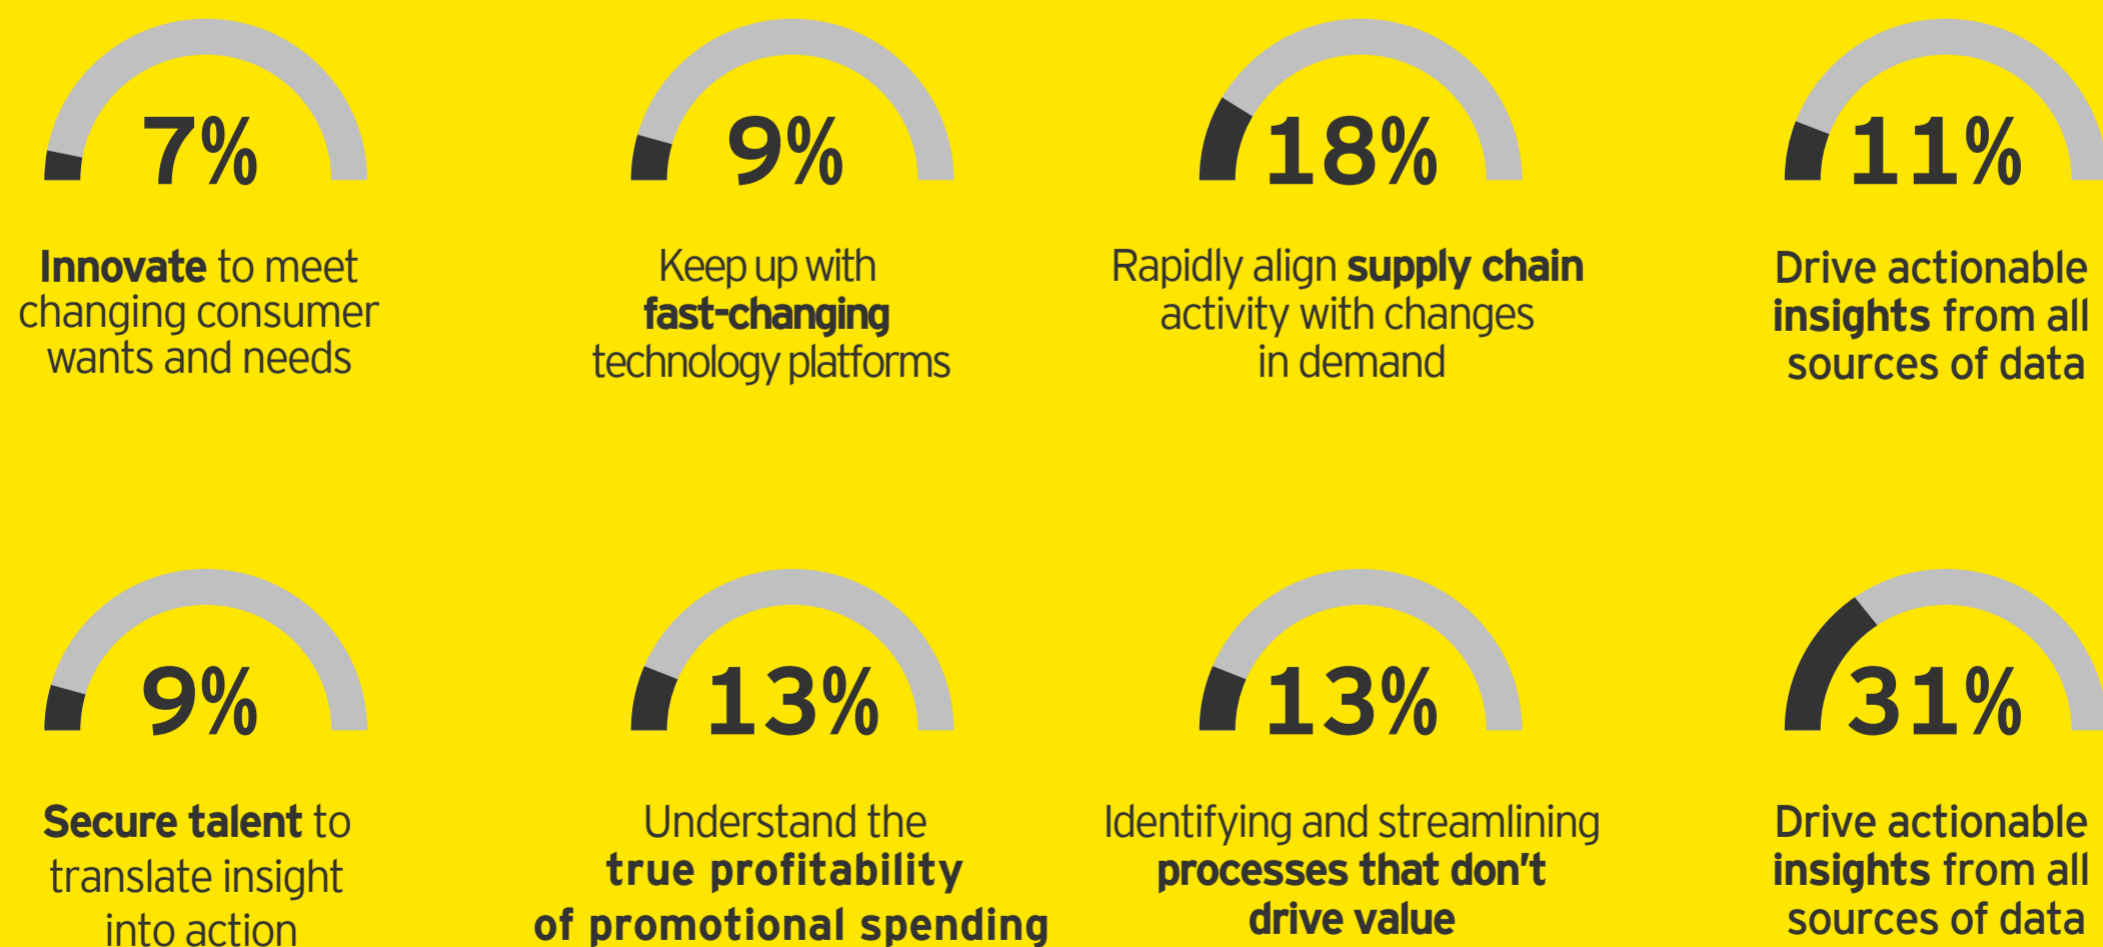 7%
Innovate to meet
changing consumer
wants and needs
9%
Keep up with
fast-changing
technology platforms
18%
Rapidly align supply chain
activity with changes
in demand
11%
Drive actionable
insights from all
sources of data
9%
Secure talent to
translate insight
into action
13%
Understand the
true profitability
of promotional spending
13%
Identifying and streamlining
processes that don't
drive value
31%
Drive actionable
insights from all
sources of data